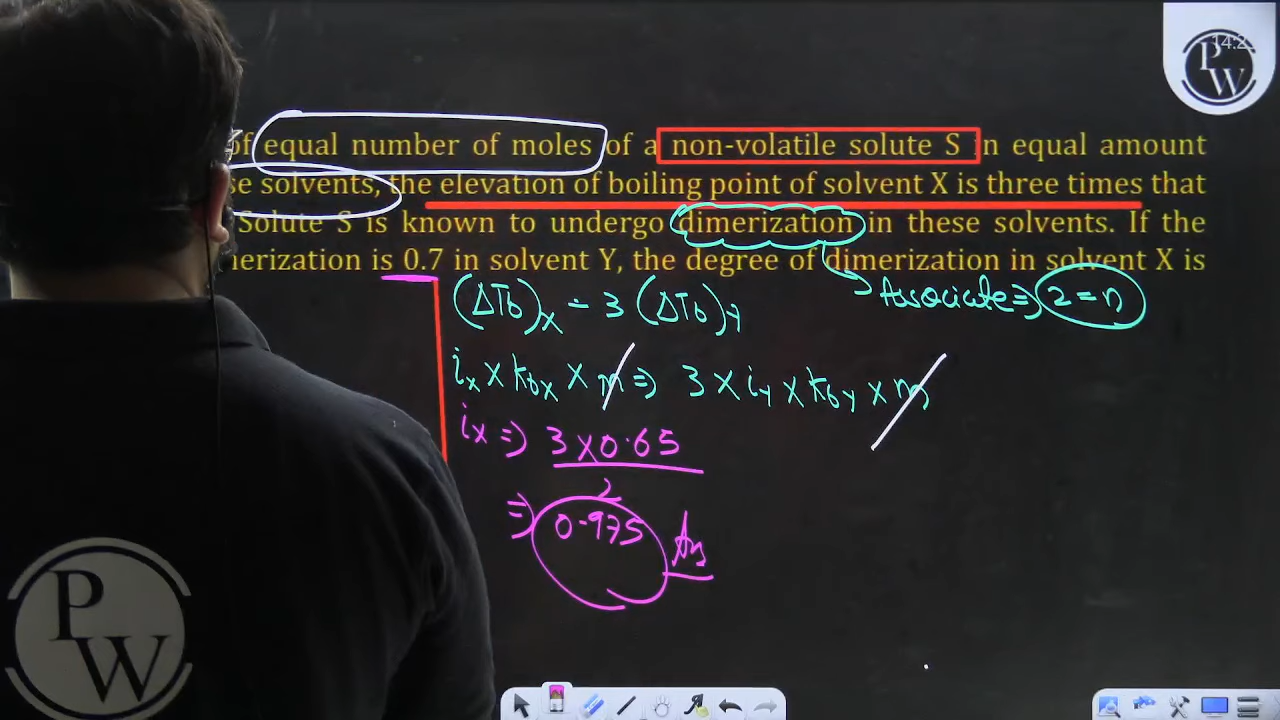 14:2
PW
of equal number of moles of a non-volatile solute S in equal amount
se solvents, the elevation of boiling point of solvent X is three times that
Solute S is known to undergo dimerization in these solvents. If the
erization is 0.7 in solvent Y, the degree of dimerization in solvent X is
Associate ⇒ 2 = n
(ΔTb)X = 3 (ΔTb)Y
iX × kbX × m ⇒ 3 × iY × kbY × m
iX ⇒ 3 × 0.65
2
⇒ 0.975 Ans
PW